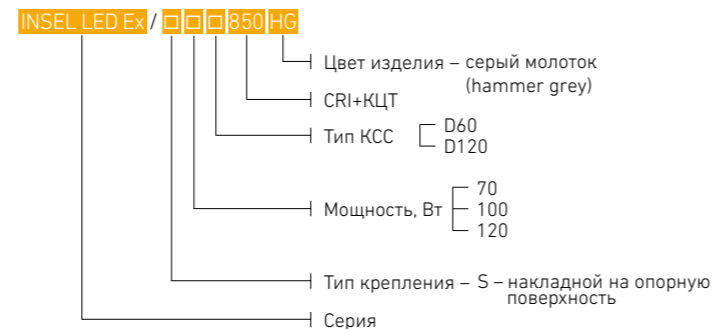 INSEL LED Ex / □ □ □ 850 HG
Цвет изделия – серый молоток
(hammer grey)
CRI+КЦТ
Тип КСС
D60
D120
Мощность, Вт
70
100
120
Тип крепления – S – накладной на опорную
поверхность
Серия